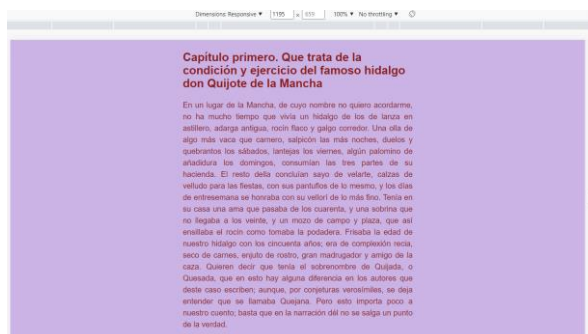 Dimensions: Responsive ▼ 1195 x 659 100% ▼ No throttling ▼
Capítulo primero. Que trata de la
condición y ejercicio del famoso hidalgo
don Quijote de la Mancha
En un lugar de la Mancha, de cuyo nombre no quiero acordarme,
no ha mucho tiempo que vivía un hidalgo de los de lanza en
astillero, adarga antigua, rocín flaco y galgo corredor. Una olla de
algo más vaca que carnero, salpicón las más noches, duelos y
quebrantos los sábados, lantejas los viernes, algún palomino de
añadidura los domingos, consumían las tres partes de su
hacienda. El resto della concluían sayo de velarte, calzas de
velludo para las fiestas, con sus pantuflos de lo mesmo, y los días
de entresemana se honraba con su vellorí de lo más fino. Tenía en
su casa una ama que pasaba de los cuarenta, y una sobrina que
no llegaba a los veinte, y un mozo de campo y plaza, que así
ensillaba el rocín como tomaba la podadera. Frisaba la edad de
nuestro hidalgo con los cincuenta años; era de complexión recia,
seco de carnes, enjuto de rostro, gran madrugador y amigo de la
caza. Quieren decir que tenía el sobrenombre de Quijada, o
Quesada, que en esto hay alguna diferencia en los autores que
deste caso escriben; aunque, por conjeturas verosímiles, se deja
entender que se llamaba Quejana. Pero esto importa poco a
nuestro cuento; basta que en la narración dél no se salga un punto
de la verdad.